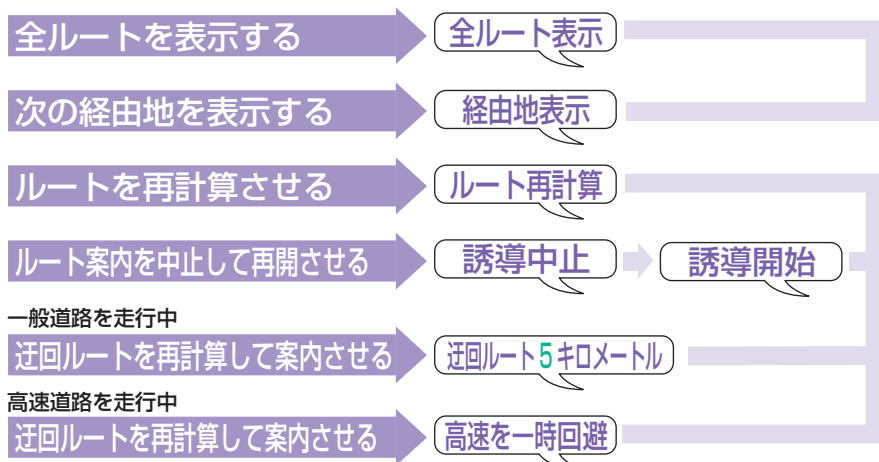 全ルートを表示する 全ルート表示
次の経由地を表示する 経由地表示
ルートを再計算させる ルート再計算
ルート案内を中止して再開させる 誘導中止 誘導開始
一般道路を走行中
迂回ルートを再計算して案内させる 迂回ルート5キロメートル
高速道路を走行中
迂回ルートを再計算して案内させる 高速を一時回避